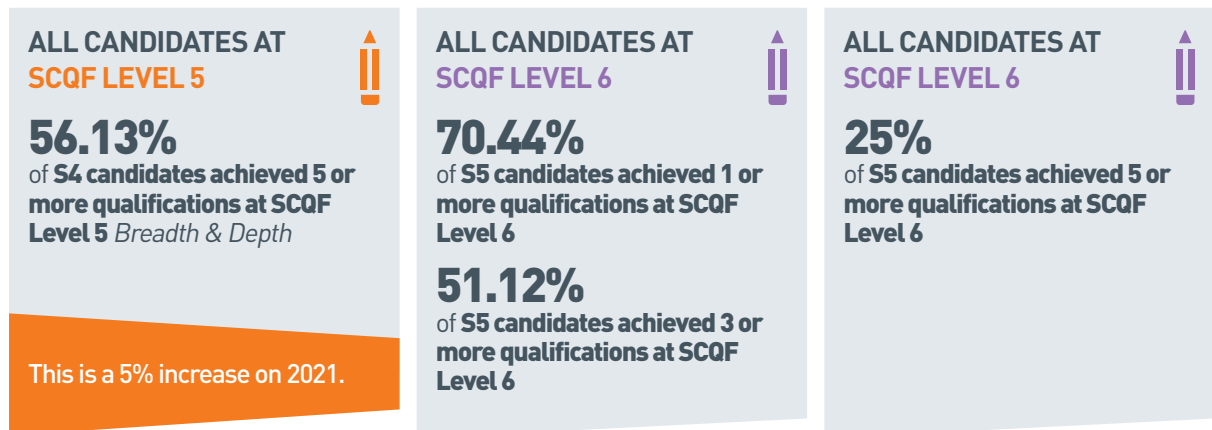 ALL CANDIDATES AT
SCQF LEVEL 5
56.13%
of S4 candidates achieved 5 or
more qualifications at SCQF
Level 5 Breadth & Depth
This is a 5% increase on 2021.
ALL CANDIDATES AT
SCQF LEVEL 6
70.44%
of S5 candidates achieved 1 or
more qualifications at SCQF
Level 6
51.12%
of S5 candidates achieved 3 or
more qualifications at SCQF
Level 6
ALL CANDIDATES AT
SCQF LEVEL 6
25%
of S5 candidates achieved 5 or
more qualifications at SCQF
Level 6